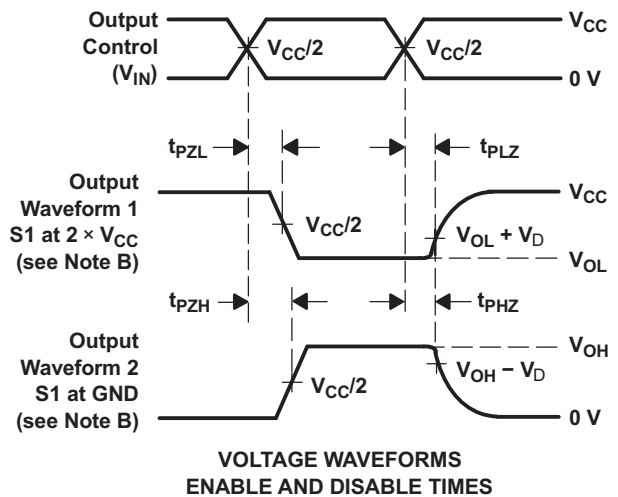 Output
Control
(VIN)
VCC/2
VCC/2
VCC
0 V
tPZL
tPLZ
Output
Waveform 1
S1 at 2 × VCC
(see Note B)
VCC/2
VCC
VOL + VD
VOL
tPZH
tPHZ
Output
Waveform 2
S1 at GND
(see Note B)
VCC/2
VOH
VOH − VD
0 V
VOLTAGE WAVEFORMS
ENABLE AND DISABLE TIMES